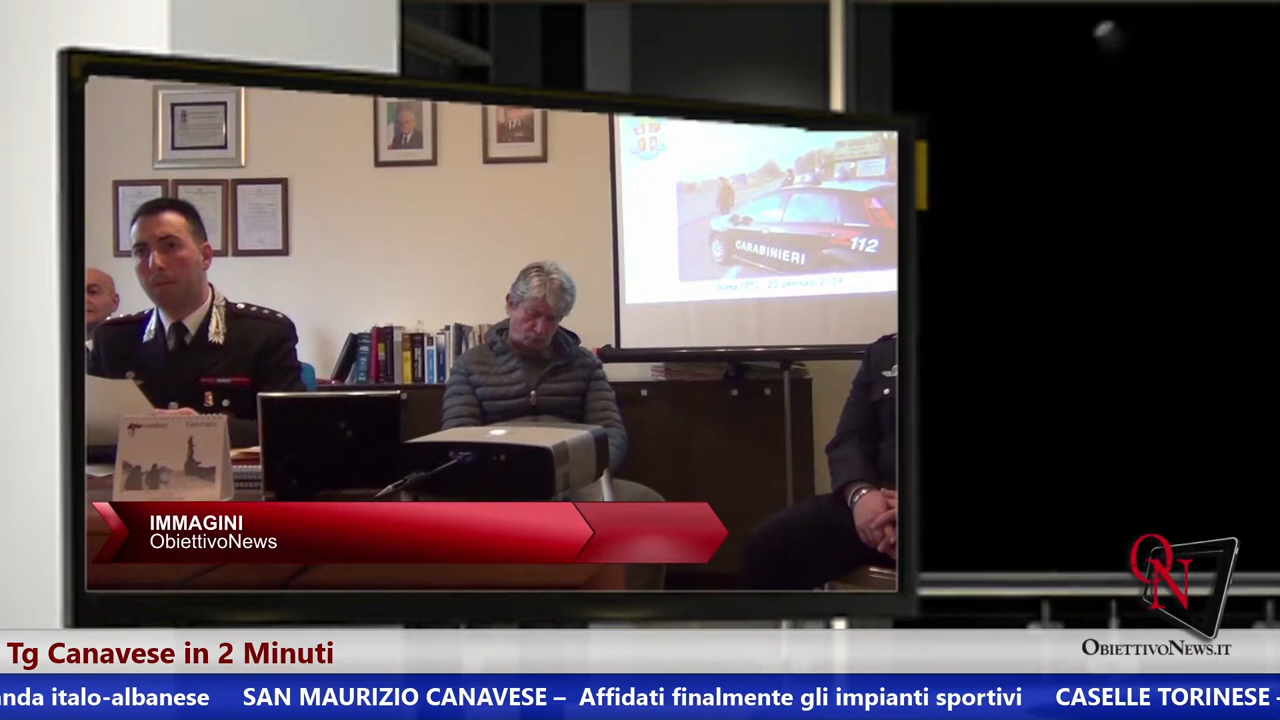 CARABINIERI
112
IMMAGINI
ObiettivoNews
ON
OBIETTIVONEWS.IT
Tg Canavese in 2 Minuti
anda italo-albanese SAN MAURIZIO CANAVESE – Affidati finalmente gli impianti sportivi CASELLE TORINESE -